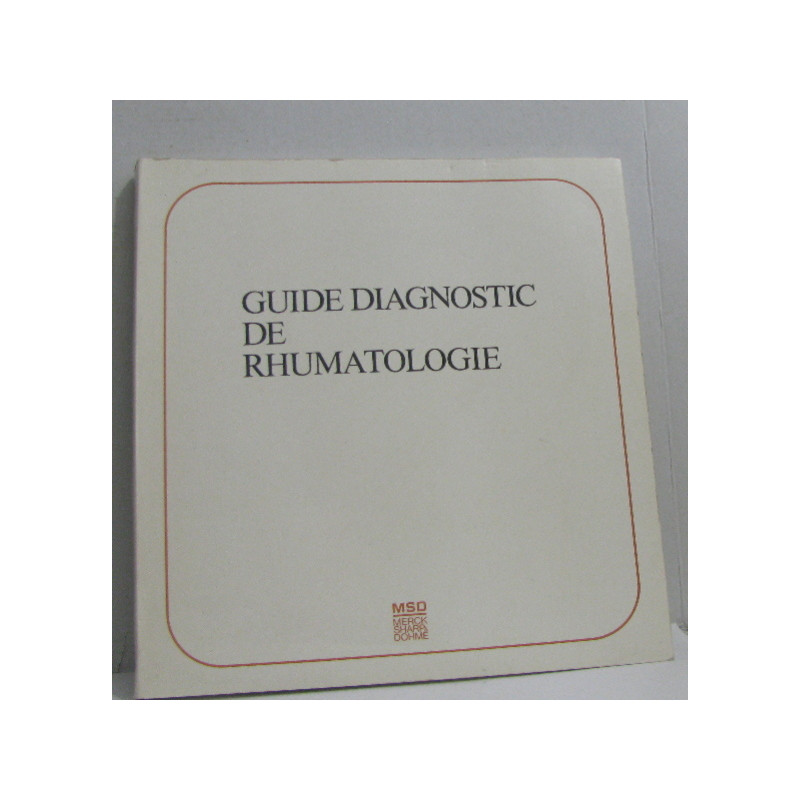 GUIDE DIAGNOSTIC
DE
RHUMATOLOGIE
MSD
MERCK
SHARP&
DOHME